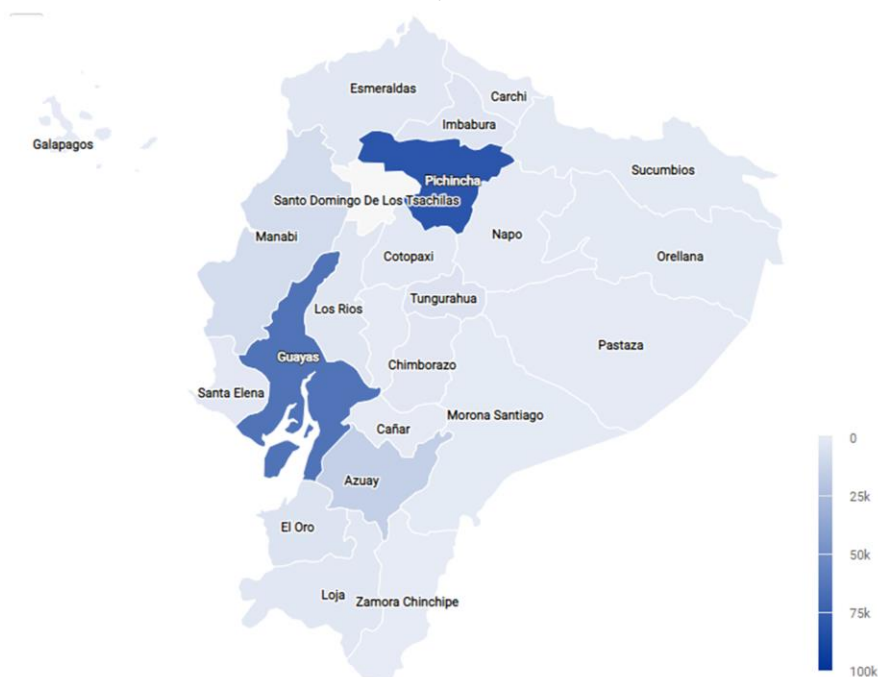 Esmeraldas
Carchi
Imbabura
Galapagos
Sucumbios
Pichincha
Santo Domingo De Los Tsachilas
Manabi
Napo
Cotopaxi
Orellana
Tungurahua
Los Rios
Pastaza
Guayas
Chimborazo
Santa Elena
Morona Santiago
Cañar
Azuay
El Oro
Loja
Zamora Chinchipe
0
25k
50k
75k
100k